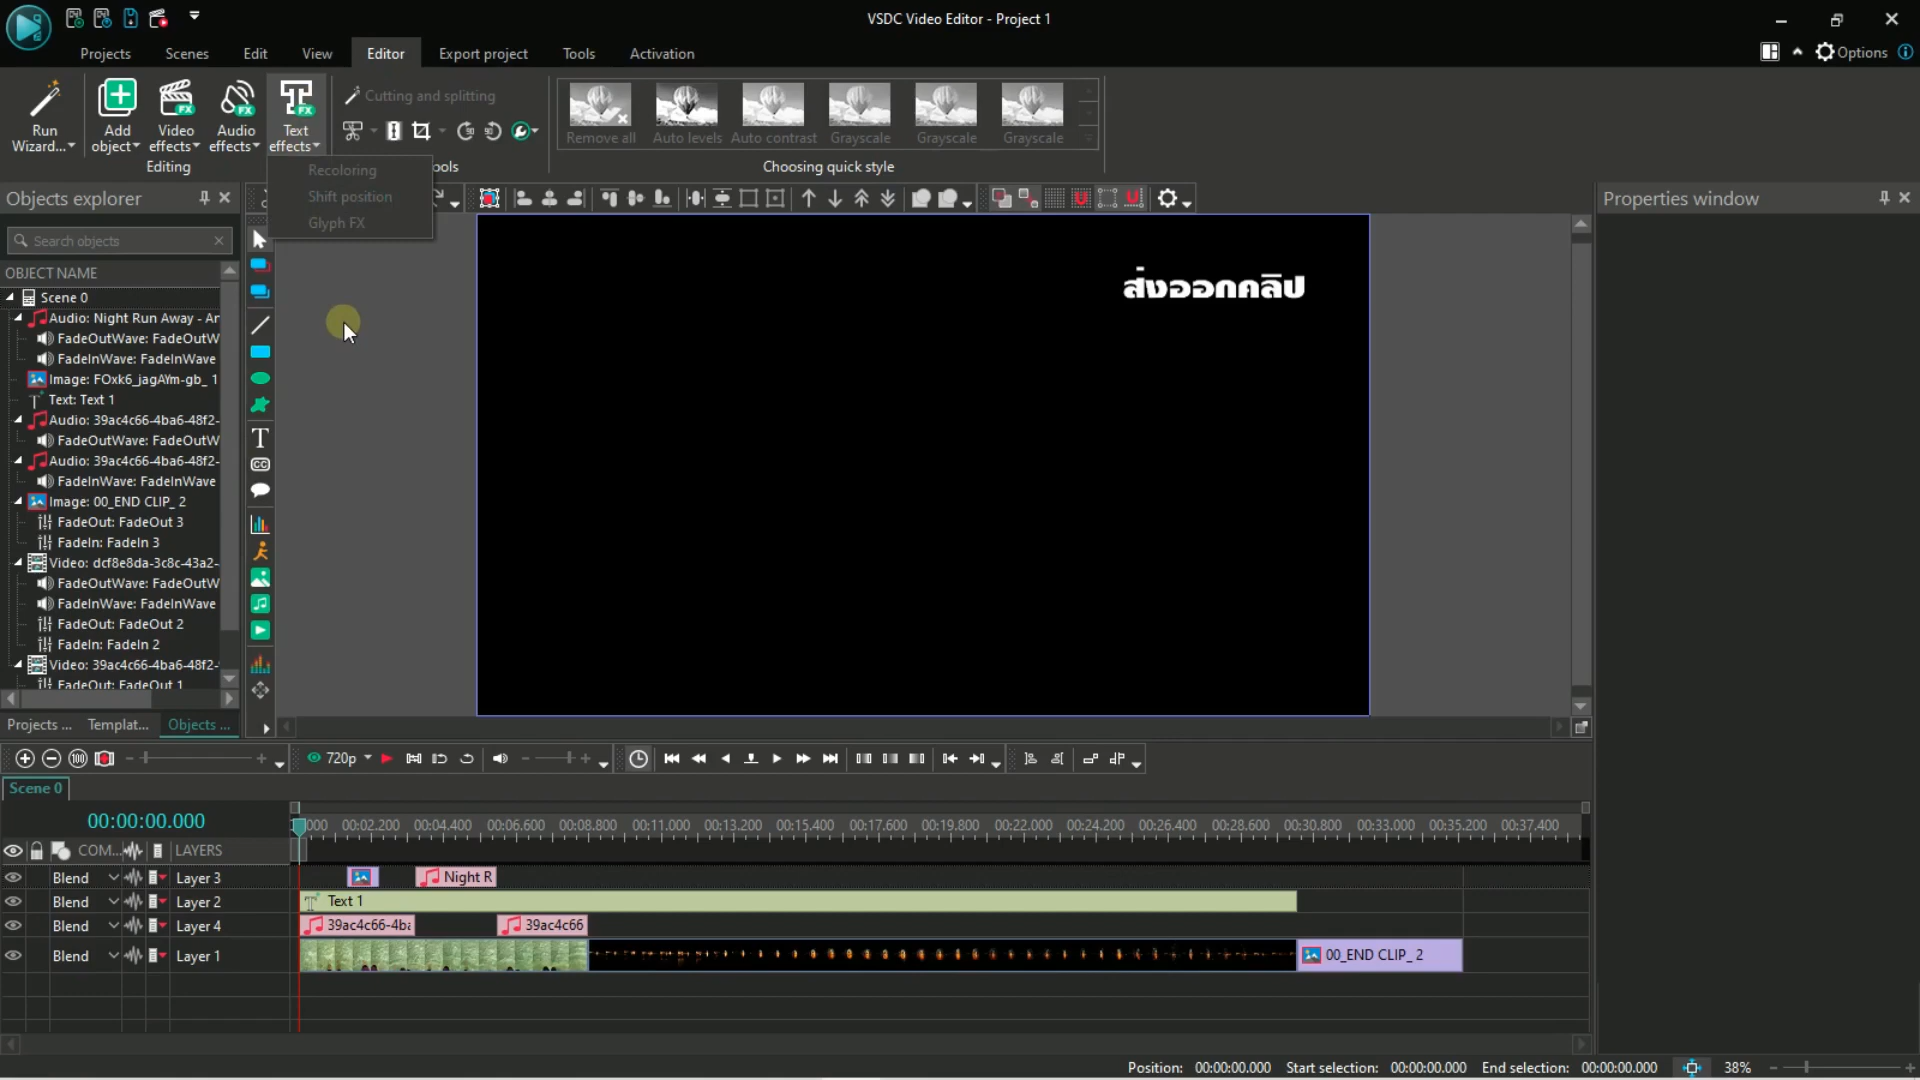 VSDC Video Editor - Project 1
Projects Scenes Edit View Editor Export project Tools Activation
Options
Run Wizard...
Add object
Video effects
Audio effects
Text effects
Editing
Cutting and splitting
Remove all Auto levels Auto contrast Grayscale Grayscale Grayscale
Choosing quick style
Recoloring
Shift position
Glyph FX
Objects explorer
Search objects
OBJECT NAME
Scene 0
Audio: Night Run Away - Ar
FadeOutWave: FadeOutW
FadeInWave: FadeInWave
Image: FOxk6_jagAYm-gb_ 1
Text: Text 1
Audio: 39ac4c66-4ba6-48f2-
FadeOutWave: FadeOutW
Audio: 39ac4c66-4ba6-48f2-
FadeInWave: FadeInWave
Image: 00_END CLIP_ 2
FadeOut: FadeOut 3
FadeIn: FadeIn 3
Video: dcf8e8da-3c8c-43a2-
FadeOutWave: FadeOutW
FadeInWave: FadeInWave
FadeOut: FadeOut 2
FadeIn: FadeIn 2
Video: 39ac4c66-4ba6-48f2-
FadeOut: FadeOut 1
Projects ... Templat... Objects ...
ส่งออกคลิป
Properties window
720p
Scene 0
00:00:00.000
000 00:02.200 00:04.400 00:06.600 00:08.800 00:11.000 00:13.200 00:15.400 00:17.600 00:19.800 00:22.000 00:24.200 00:26.400 00:28.600 00:30.800 00:33.000 00:35.200 00:37.400
COM... LAYERS
Blend Layer 3 Night R
Blend Layer 2 Text 1
Blend Layer 4 39ac4c66-4ba 39ac4c66
Blend Layer 1 00_END CLIP_ 2
Position: 00:00:00.000 Start selection: 00:00:00.000 End selection: 00:00:00.000 38%